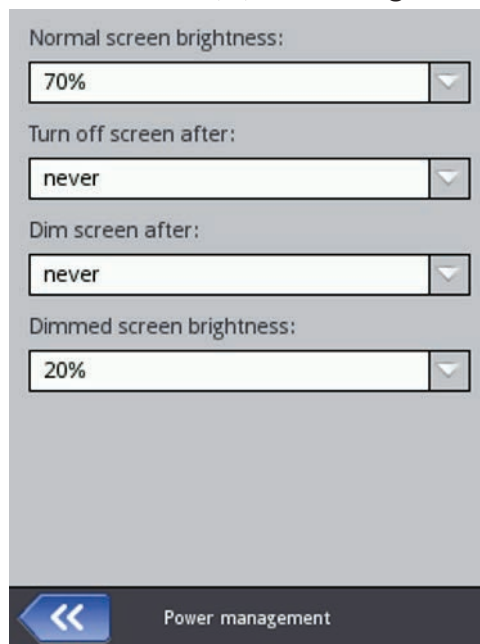 Normal screen brightness:
70%
Turn off screen after:
never
Dim screen after:
never
Dimmed screen brightness:
20%
Power management